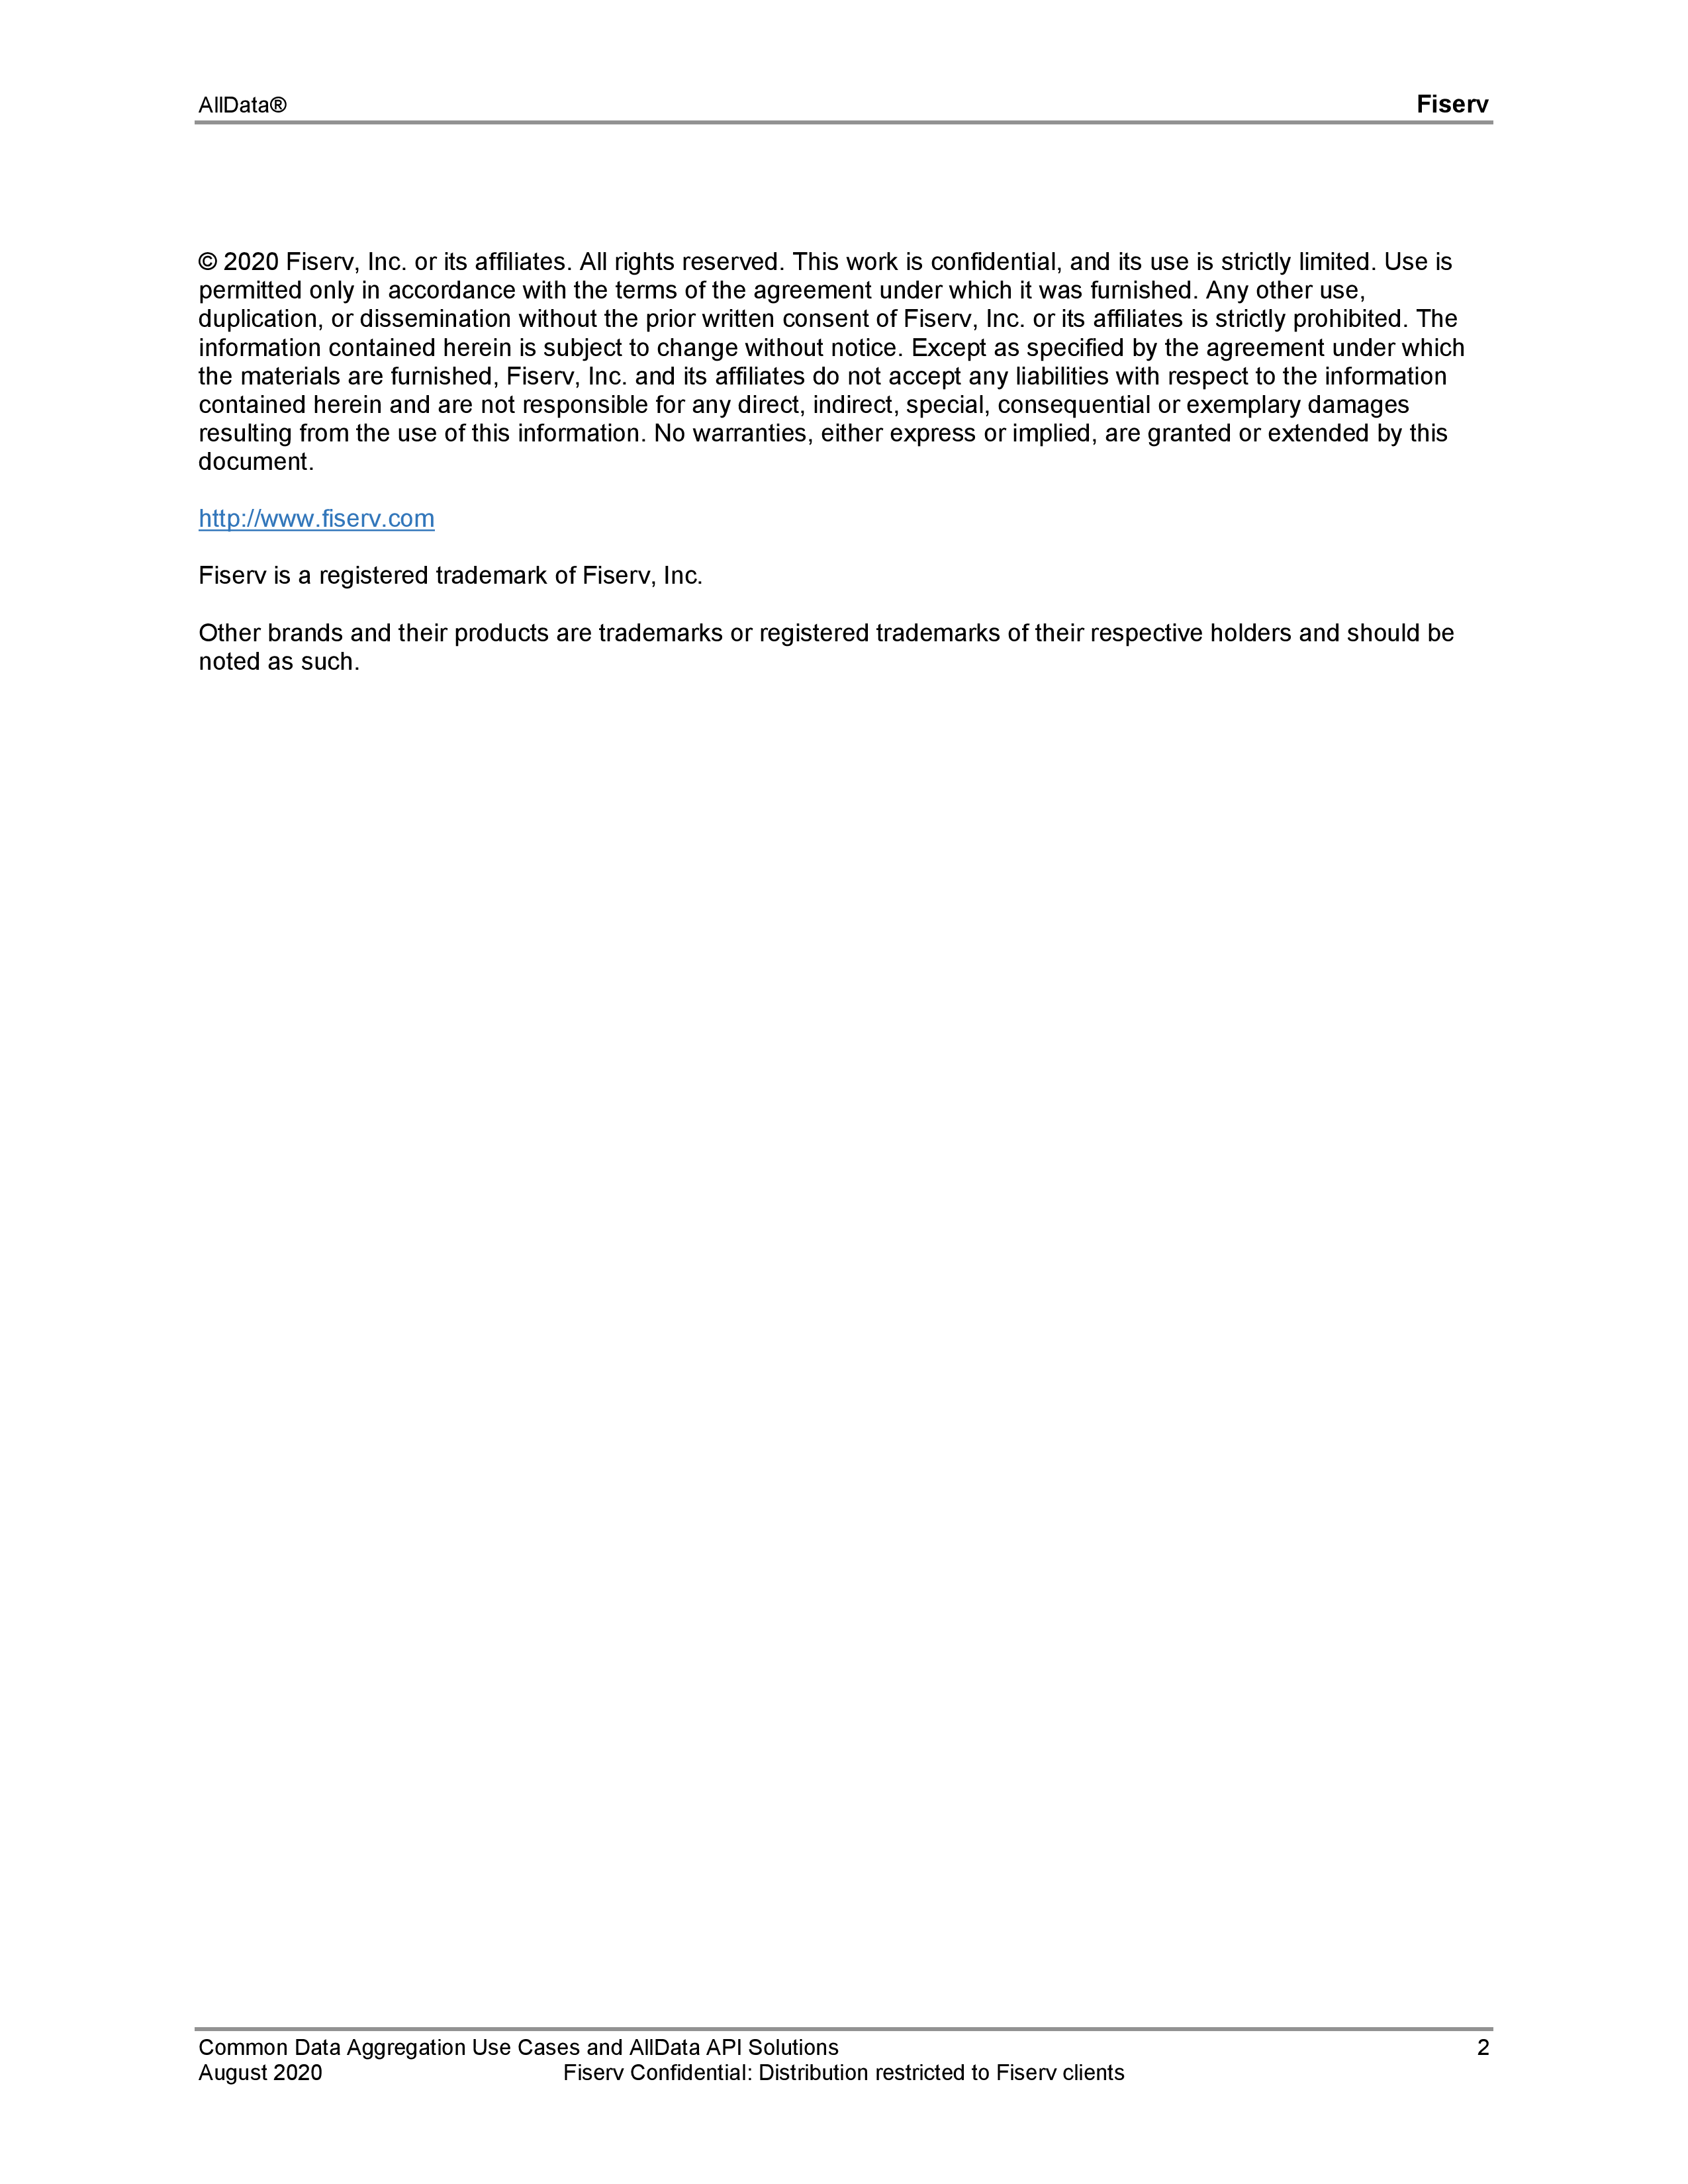 AllData® Fiserv
© 2020 Fiserv, Inc. or its affiliates. All rights reserved. This work is confidential, and its use is strictly limited. Use is
permitted only in accordance with the terms of the agreement under which it was furnished. Any other use,
duplication, or dissemination without the prior written consent of Fiserv, Inc. or its affiliates is strictly prohibited. The
information contained herein is subject to change without notice. Except as specified by the agreement under which
the materials are furnished, Fiserv, Inc. and its affiliates do not accept any liabilities with respect to the information
contained herein and are not responsible for any direct, indirect, special, consequential or exemplary damages
resulting from the use of this information. No warranties, either express or implied, are granted or extended by this
document.
http://www.fiserv.com
Fiserv is a registered trademark of Fiserv, Inc.
Other brands and their products are trademarks or registered trademarks of their respective holders and should be
noted as such.
Common Data Aggregation Use Cases and AllData API Solutions 2
August 2020 Fiserv Confidential: Distribution restricted to Fiserv clients